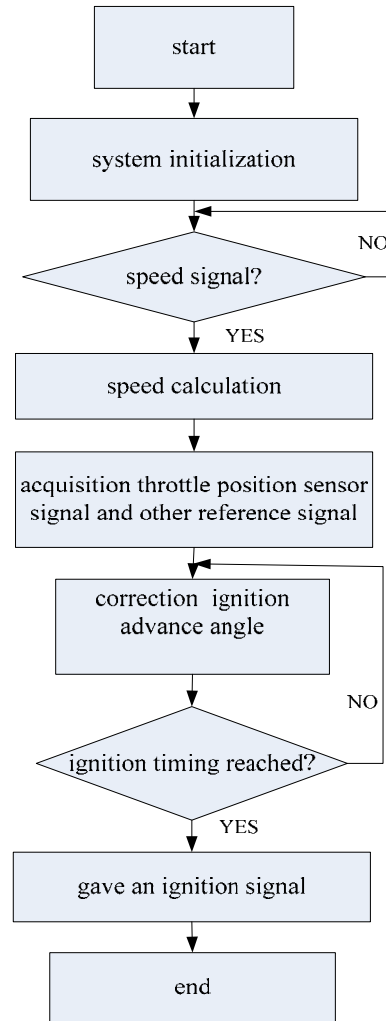 start
system initialization
NO
speed signal?
YES
speed calculation
acquisition throttle position sensor
signal and other reference signal
correction ignition
advance angle
NO
ignition timing reached?
YES
gave an ignition signal
end